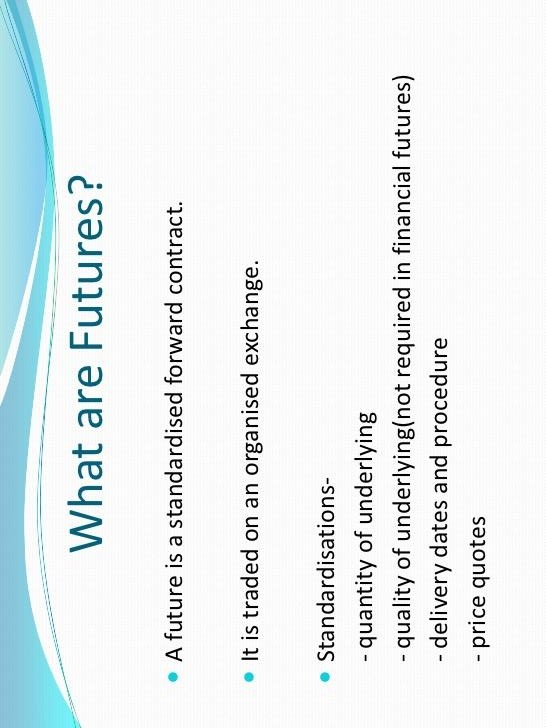 What are Futures?
• A future is a standardised forward contract.
• It is traded on an organised exchange.
• Standardisations-
- quantity of underlying
- quality of underlying(not required in financial futures)
- delivery dates and procedure
- price quotes